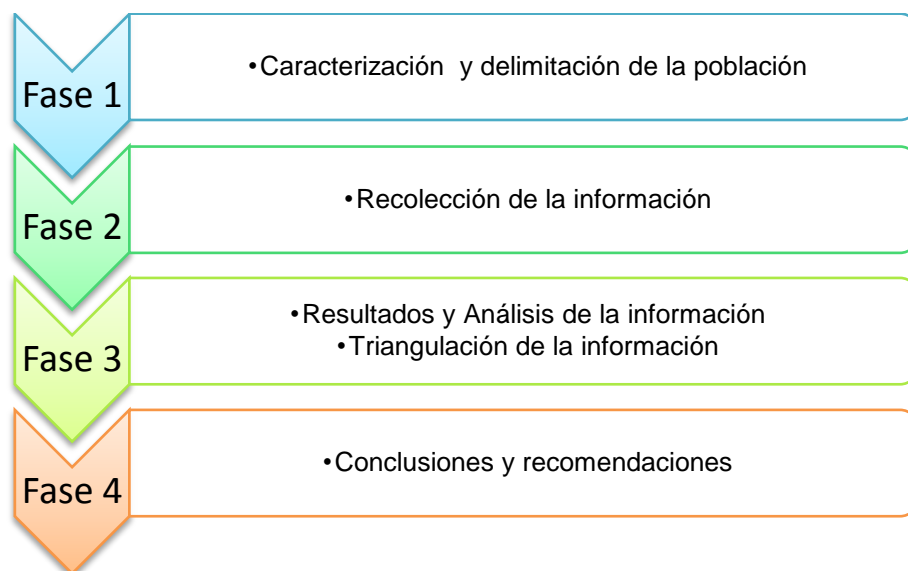 Fase 1
•Caracterización y delimitación de la población
Fase 2
•Recolección de la información
Fase 3
•Resultados y Análisis de la información
•Triangulación de la información
Fase 4
•Conclusiones y recomendaciones